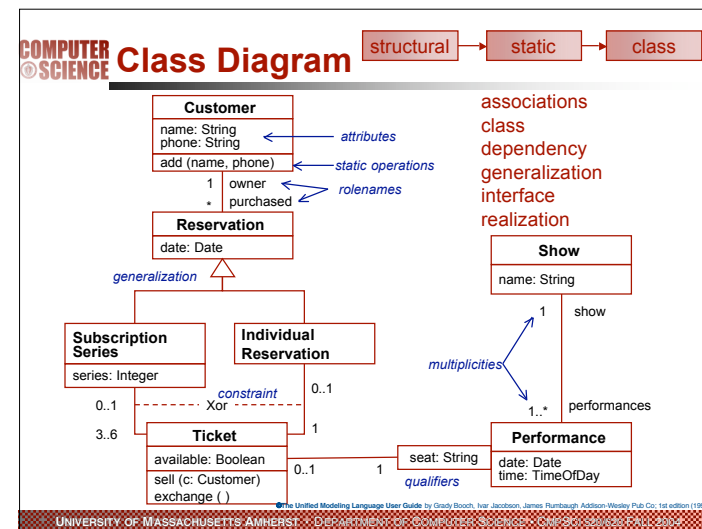 COMPUTER
SCIENCE
Class Diagram
structural
static
class
Customer
name: String
phone: String
add (name, phone)
attributes
static operations
1 owner
* purchased
rolenames
Reservation
date: Date
generalization
associations
class
dependency
generalization
interface
realization
Show
name: String
1 show
multiplicities
1..* performances
Subscription
Series
series: Integer
Individual
Reservation
constraint
0..1
Xor
0..1
3..6
1
Ticket
available: Boolean
sell (c: Customer)
exchange ( )
0..1
1
seat: String
qualifiers
Performance
date: Date
time: TimeOfDay
The Unified Modeling Language User Guide by Grady Booch, Ivar Jacobson, James Rumbaugh Addison-Wesley Pub Co; 1st edition
UNIVERSITY OF MASSACHUSETTS AMHERST DEPARTMENT OF COMPUTER SCIENCE CMPSCI 520/620 FALL